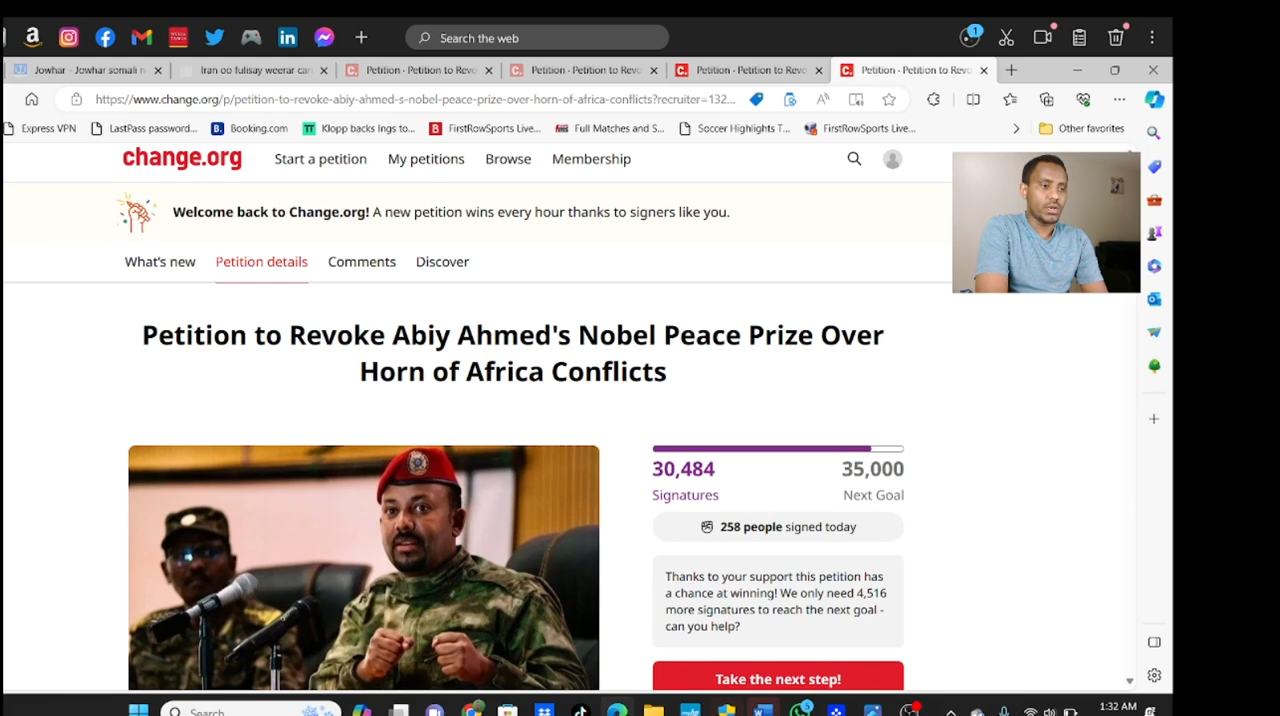 Search the web
1
Jowhar - Jowhar somali n
Iran oo fulisay weerar car
Petition · Petition to Revo
Petition · Petition to Revo
Petition · Petition to Revo
Petition · Petition to Revo
https://www.change.org/p/petition-to-revoke-abiy-ahmed-s-nobel-peace-prize-over-horn-of-africa-conflicts?recruiter=132...
Express VPN
LastPass password...
Booking.com
Klopp backs Ings to...
FirstRowSports Live...
Full Matches and S...
Soccer Highlights T...
FirstRowSports Live...
Other favorites
change.org
Start a petition
My petitions
Browse
Membership
Welcome back to Change.org! A new petition wins every hour thanks to signers like you.
What's new
Petition details
Comments
Discover
Petition to Revoke Abiy Ahmed's Nobel Peace Prize Over
Horn of Africa Conflicts
30,484
35,000
Signatures
Next Goal
258 people signed today
Thanks to your support this petition has
a chance at winning! We only need 4,516
more signatures to reach the next goal -
can you help?
Take the next step!
Search
1:32 AM